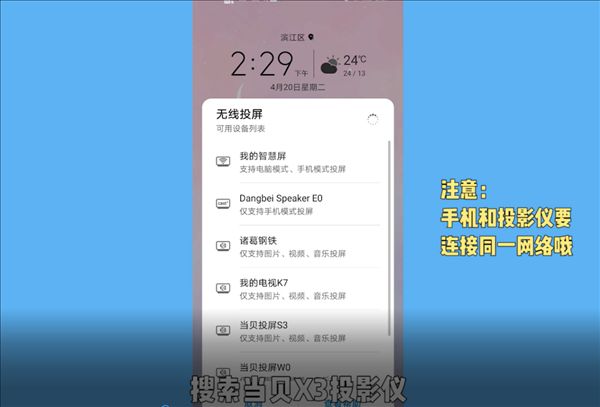 滨江区
2:29 下午
24℃
24 / 13
4月20日星期二
无线投屏
可用设备列表
我的智慧屏
支持电脑模式、手机模式投屏
Dangbei Speaker E0
仅支持手机模式投屏
诸葛钢铁
仅支持图片、视频、音乐投屏
我的电视K7
仅支持图片、视频、音乐投屏
当贝投屏S3
仅支持图片、视频、音乐投屏
当贝投屏W0
注意：
手机和投影仪要
连接同一网络哦
搜索当贝X3投影仪